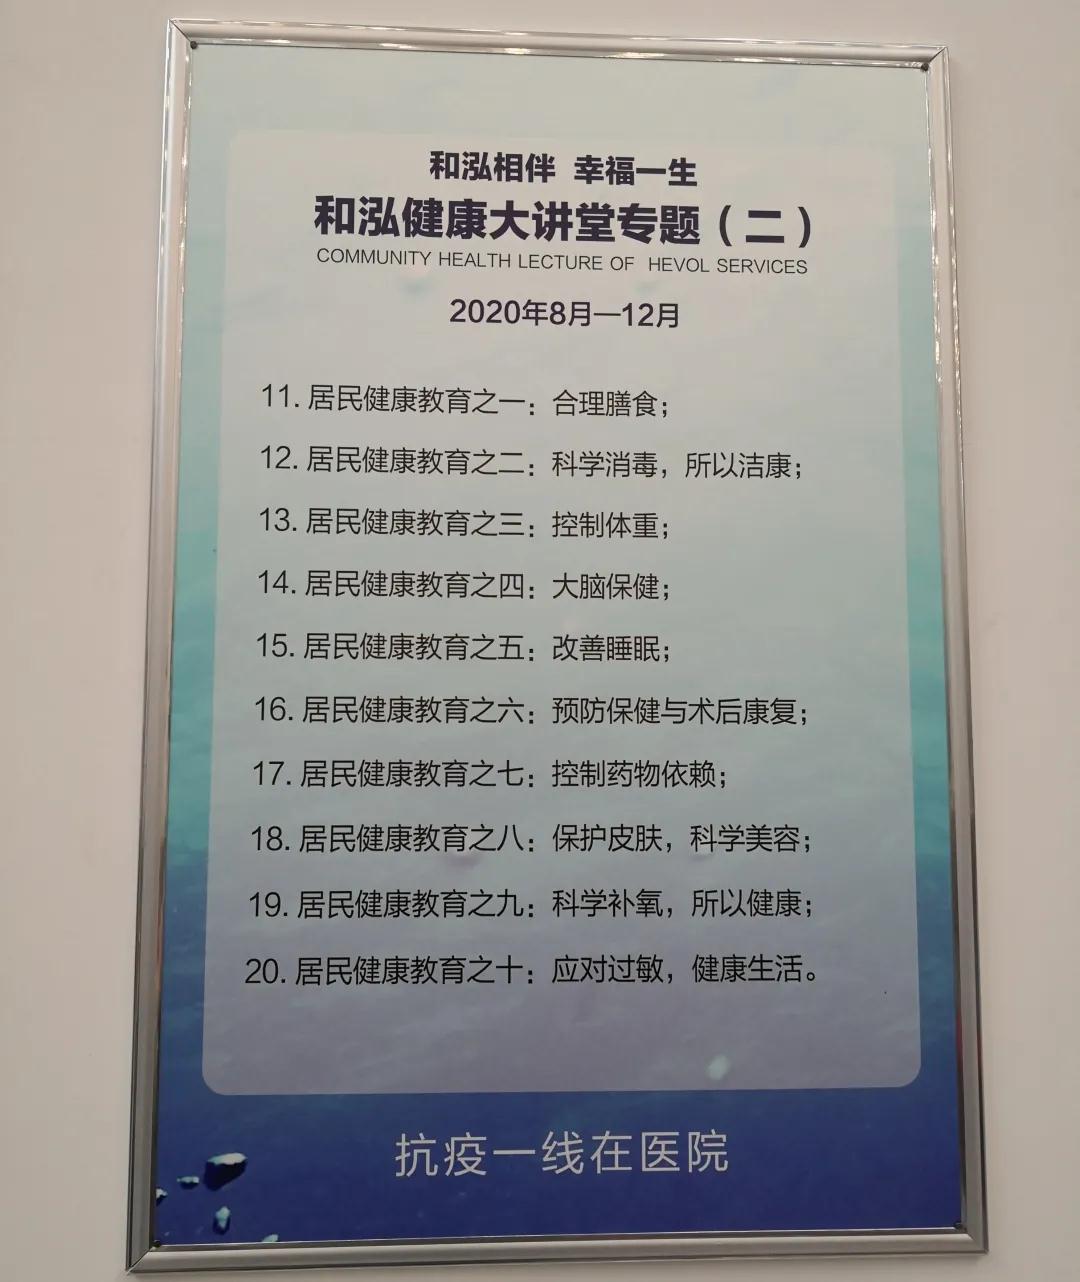 和泓相伴 幸福一生
和泓健康大讲堂专题（二）
COMMUNITY HEALTH LECTURE OF HEVOL SERVICES
2020年8月—12月
11. 居民健康教育之一：合理膳食；
12. 居民健康教育之二：科学消毒，所以洁康；
13. 居民健康教育之三：控制体重；
14. 居民健康教育之四：大脑保健；
15. 居民健康教育之五：改善睡眠；
16. 居民健康教育之六：预防保健与术后康复；
17. 居民健康教育之七：控制药物依赖；
18. 居民健康教育之八：保护皮肤，科学美容；
19. 居民健康教育之九：科学补氧，所以健康；
20. 居民健康教育之十：应对过敏，健康生活。
抗疫一线在医院